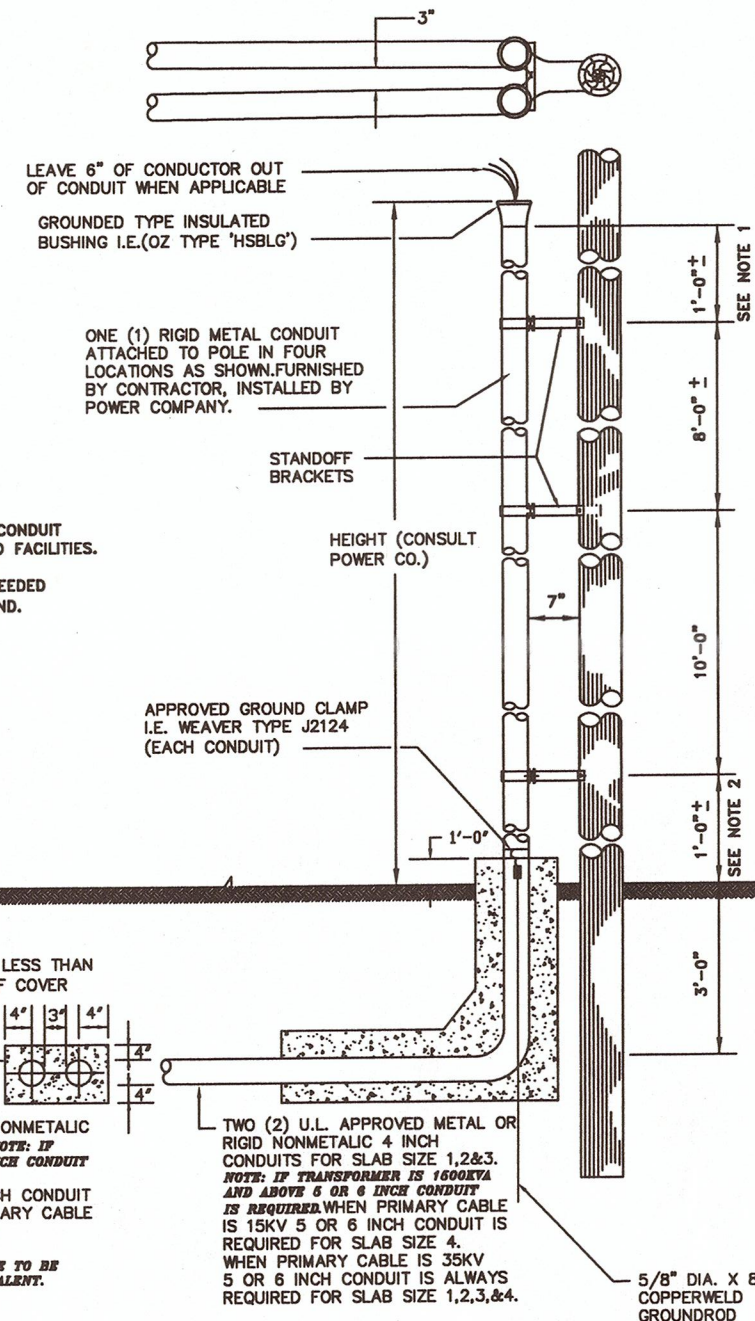 3"
LEAVE 6" OF CONDUCTOR OUT
OF CONDUIT WHEN APPLICABLE
GROUNDED TYPE INSULATED
BUSHING I.E.(OZ TYPE 'HSBLG')
1'-0"±
SEE NOTE 1
ONE (1) RIGID METAL CONDUIT
ATTACHED TO POLE IN FOUR
LOCATIONS AS SHOWN.FURNISHED
BY CONTRACTOR, INSTALLED BY
POWER COMPANY.
8'-0" ±
STANDOFF
BRACKETS
CONDUIT
FACILITIES.
HEIGHT (CONSULT
POWER CO.)
EEDED
ND.
7"
10'-0"
APPROVED GROUND CLAMP
I.E. WEAVER TYPE J2124
(EACH CONDUIT)
1'-0"
1'-0"±
SEE NOTE 2
3'-0"
LESS THAN
F COVER
4" 3" 4"
4"
4"
ONMETALIC
NOTE: IF
NCH CONDUIT
CH CONDUIT
MARY CABLE
E TO BE
ALENT.
TWO (2) U.L. APPROVED METAL OR
RIGID NONMETALIC 4 INCH
CONDUITS FOR SLAB SIZE 1,2&3.
NOTE: IF TRANSFORMER IS 1500KVA
AND ABOVE 5 OR 6 INCH CONDUIT
IS REQUIRED.WHEN PRIMARY CABLE
IS 15KV 5 OR 6 INCH CONDUIT IS
REQUIRED FOR SLAB SIZE 4.
WHEN PRIMARY CABLE IS 35KV
5 OR 6 INCH CONDUIT IS ALWAYS
REQUIRED FOR SLAB SIZE 1,2,3,&4.
5/8" DIA. X 8
COPPERWELD
GROUNDROD